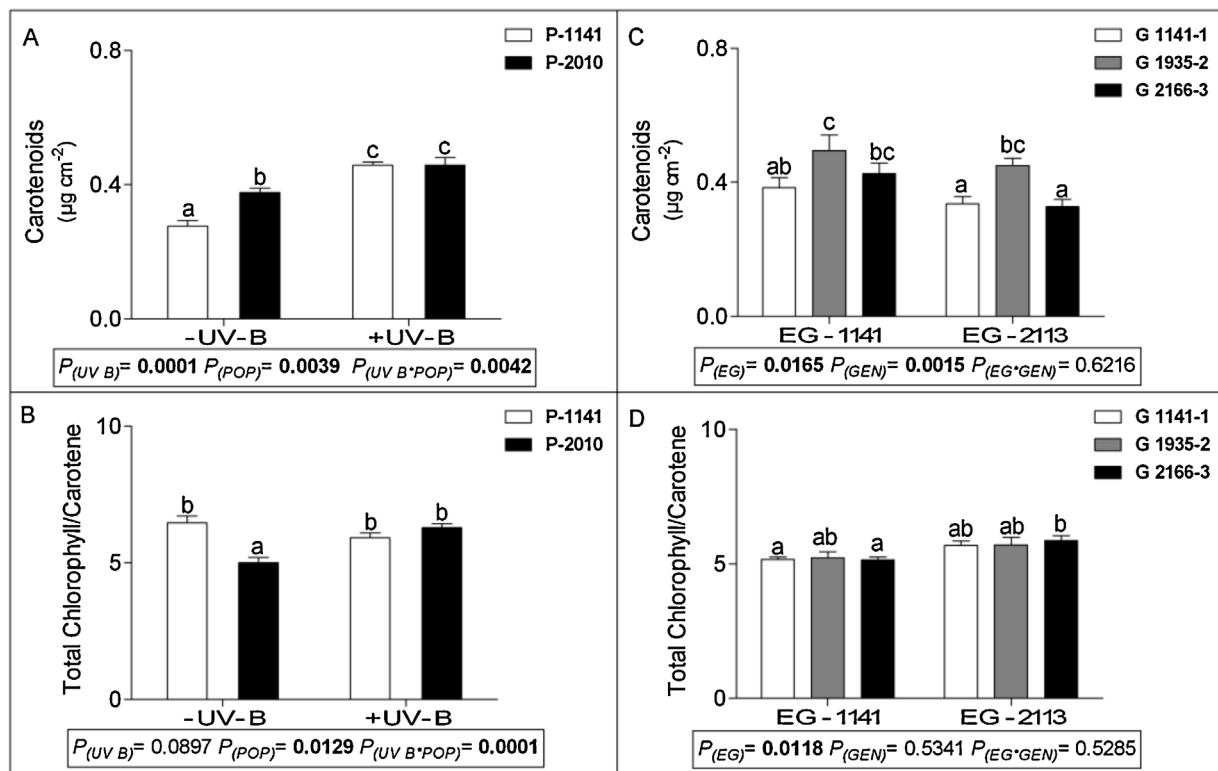 A
P-1141
P-2010
0.8
0.4
0.0
Carotenoids
(µg cm-2)
a
b
c
c
-UV-B
+UV-B
P(UV B)= 0.0001 P(POP)= 0.0039 P(UV B*POP)= 0.0042
C
G 1141-1
G 1935-2
G 2166-3
0.8
0.4
0.0
Carotenoids
(µg cm-2)
ab
c
bc
a
bc
a
EG-1141
EG-2113
P(EG)= 0.0165 P(GEN)= 0.0015 P(EG*GEN)= 0.6216
B
P-1141
P-2010
10
5
0
Total Chlorophyll/Carotene
b
a
b
b
-UV-B
+UV-B
P(UV B)= 0.0897 P(POP)= 0.0129 P(UV B*POP)= 0.0001
D
G 1141-1
G 1935-2
G 2166-3
10
5
0
Total Chlorophyll/Carotene
a
ab
a
ab
ab
b
EG-1141
EG-2113
P(EG)= 0.0118 P(GEN)= 0.5341 P(EG*GEN)= 0.5285